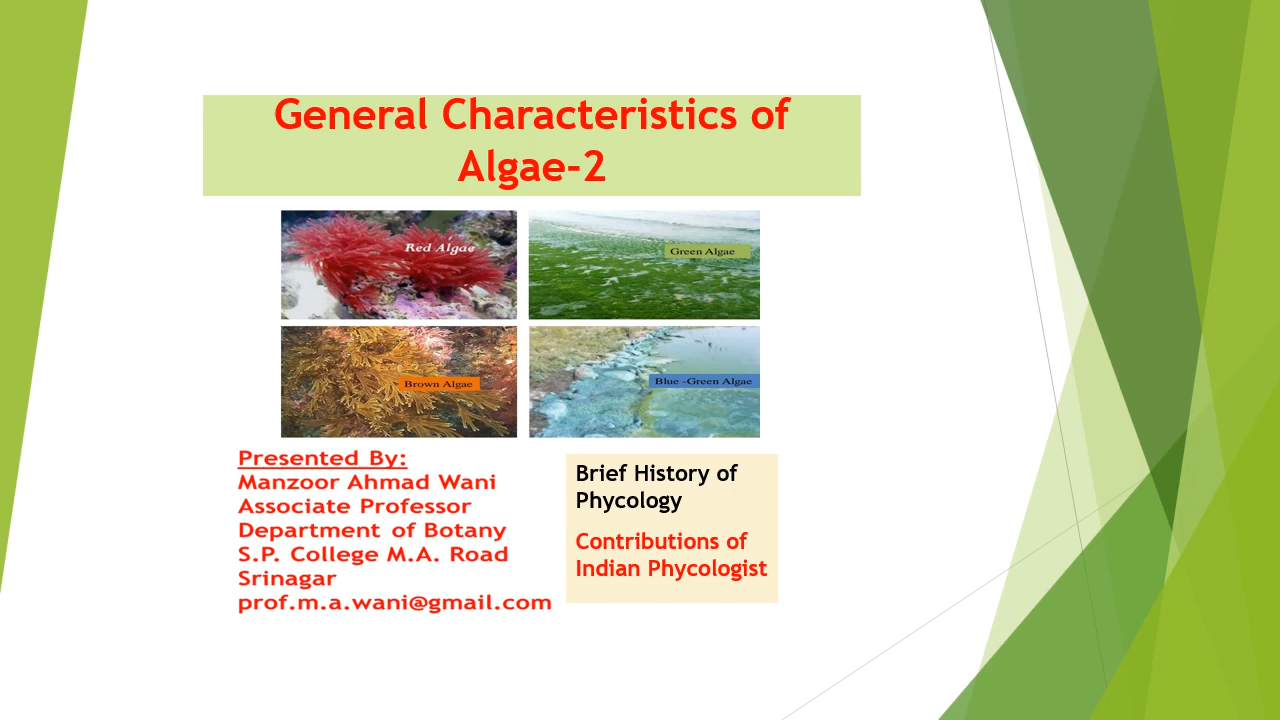 General Characteristics of
Algae-2
Red Algae
Green Algae
Brown Algae
Blue -Green Algae
Presented By:
Manzoor Ahmad Wani
Associate Professor
Department of Botany
S.P. College M.A. Road
Srinagar
prof.m.a.wani@gmail.com
Brief History of
Phycology
Contributions of
Indian Phycologist